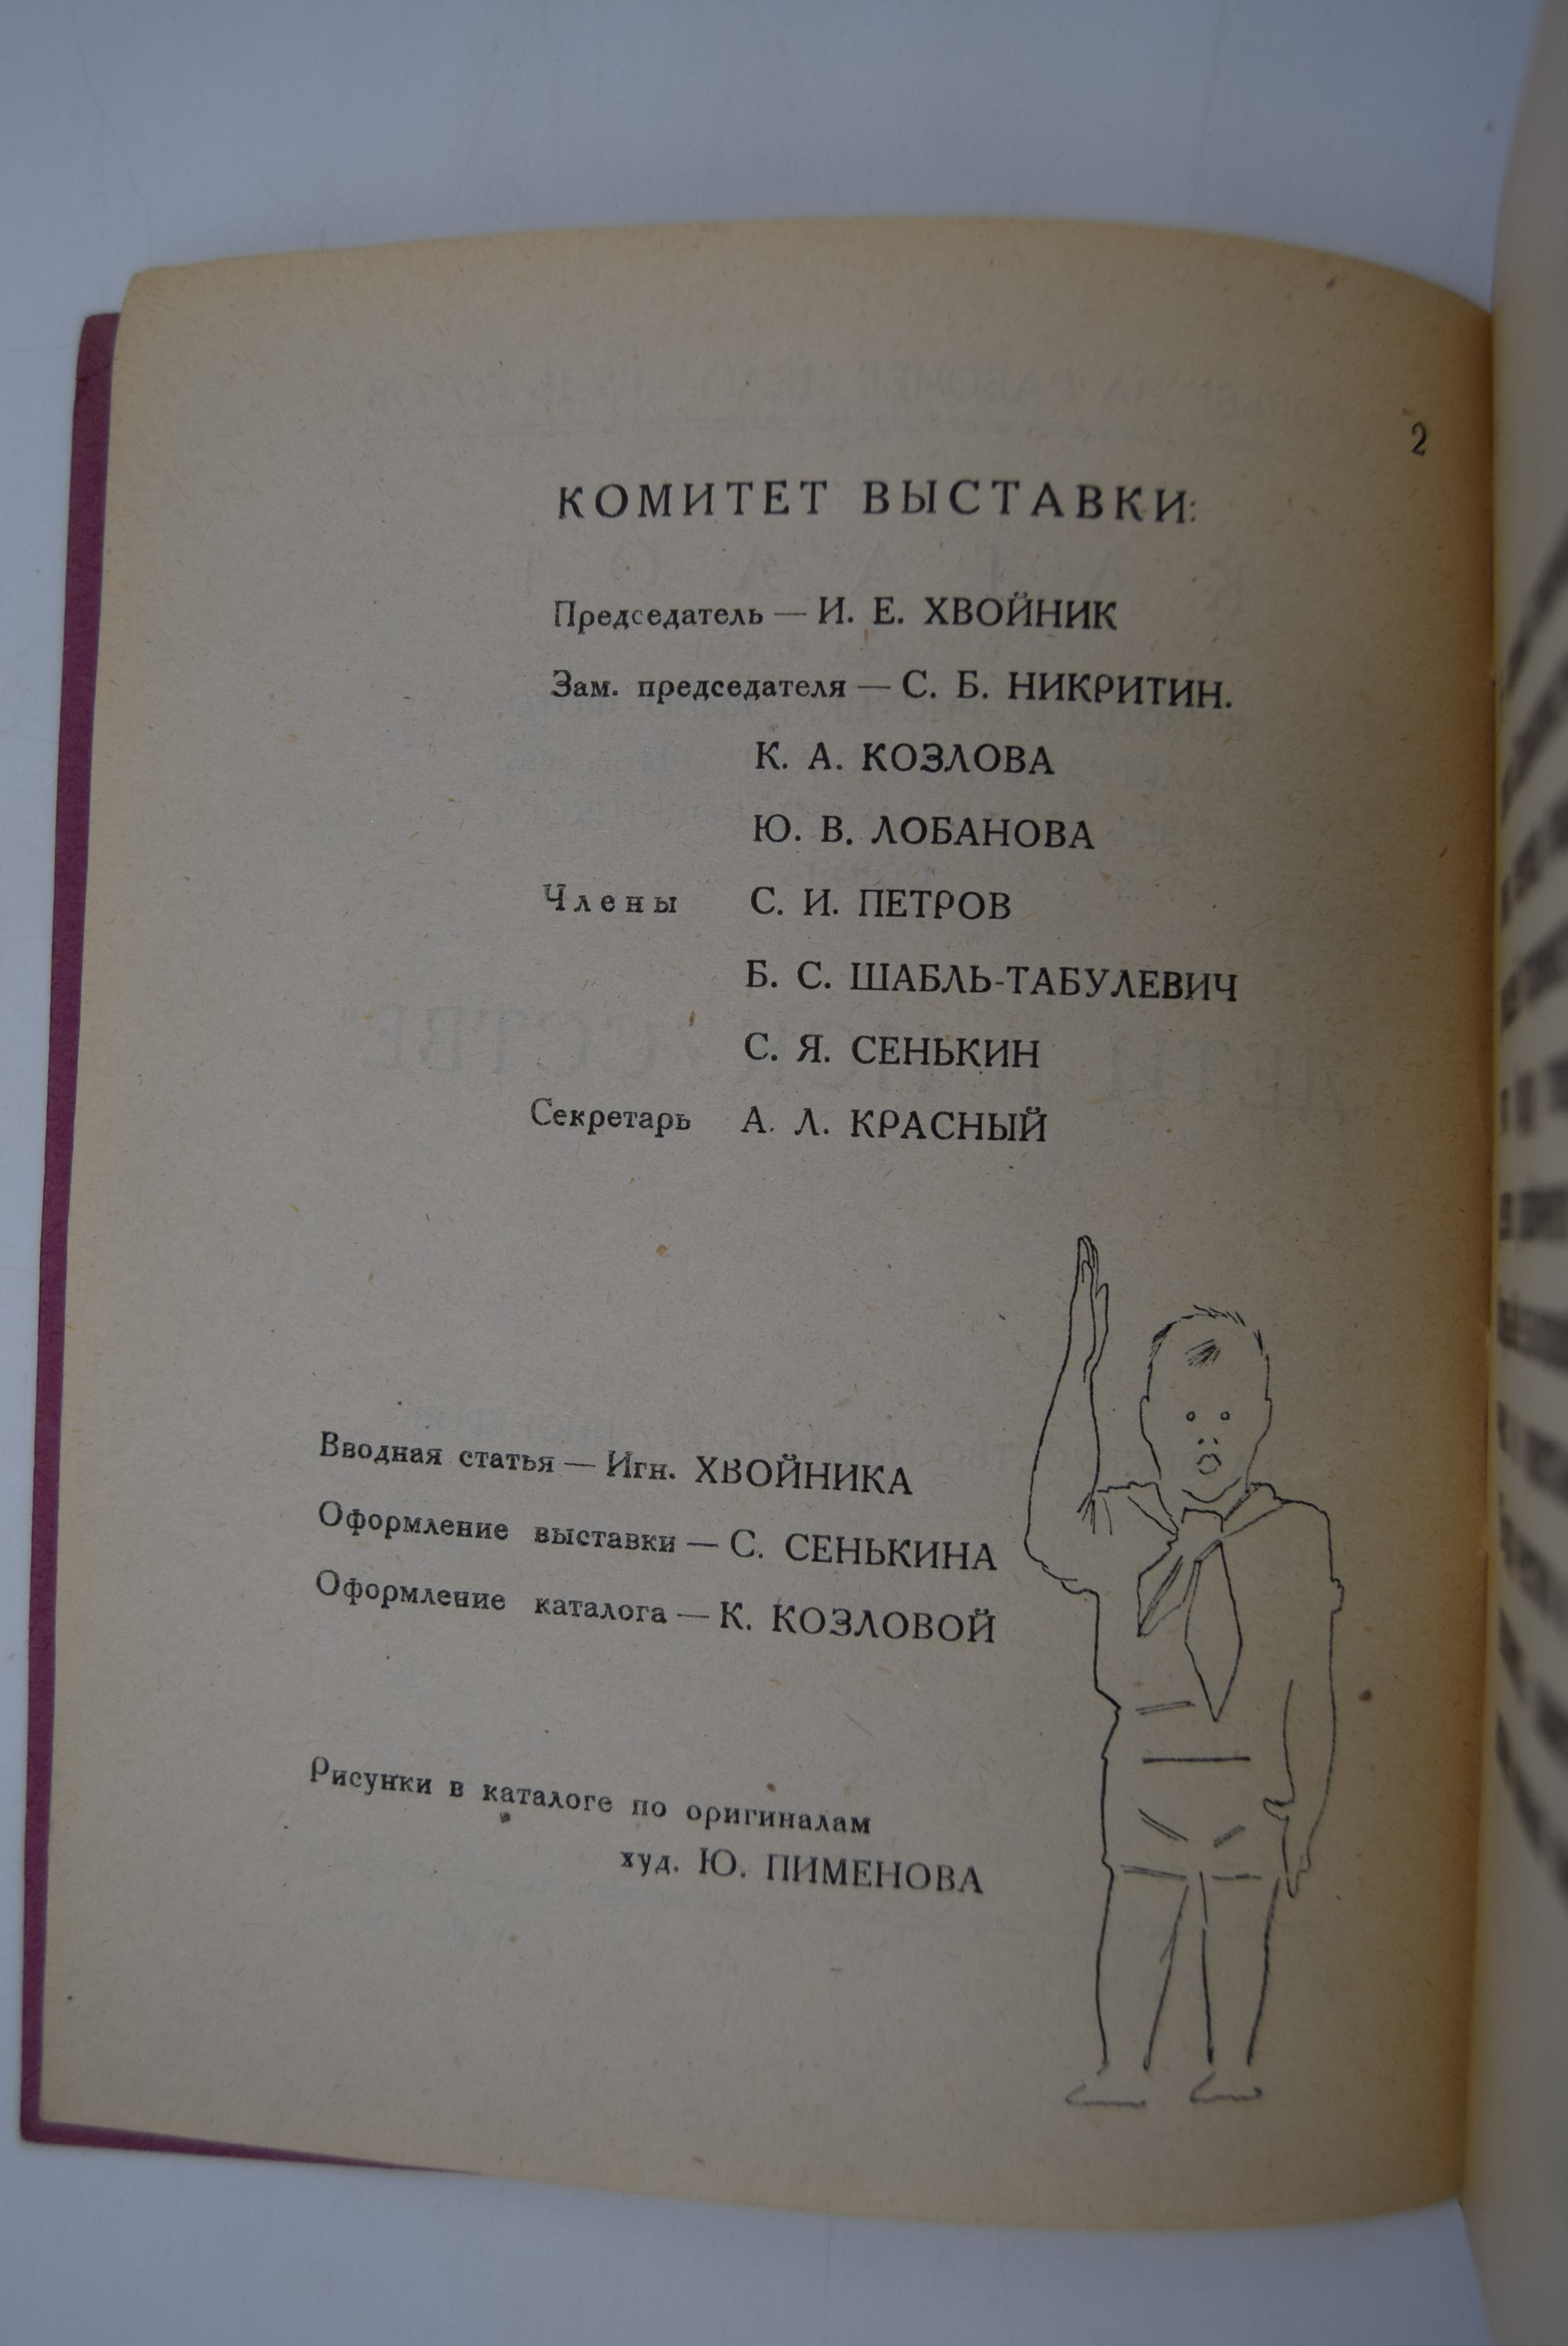 2
КОМИТЕТ ВЫСТАВКИ:
Председатель — И. Е. ХВОЙНИК
Зам. председателя — С. Б. НИКРИТИН.
К. А. КОЗЛОВА
Ю. В. ЛОБАНОВА
Члены С. И. ПЕТРОВ
Б. С. ШАБЛЬ-ТАБУЛЕВИЧ
С. Я. СЕНЬКИН
Секретарь А. Л. КРАСНЫЙ
Вводная статья — Игн. ХВОЙНИКА
Оформление выставки — С. СЕНЬКИНА
Оформление каталога — К. КОЗЛОВОЙ
Рисунки в каталоге по оригиналам
худ. Ю. ПИМЕНОВА